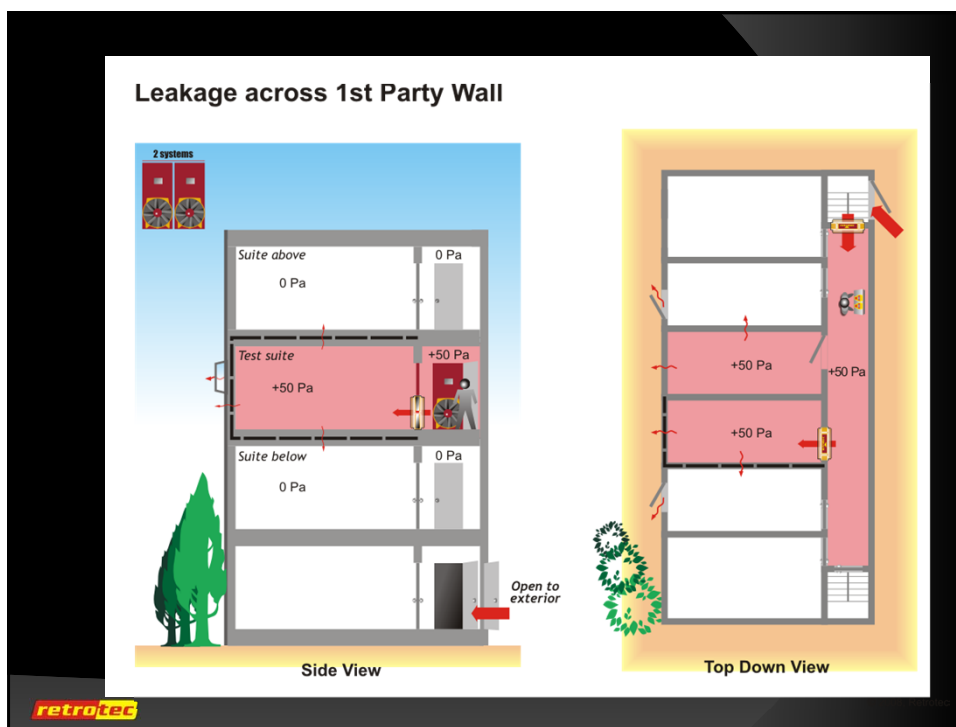 Leakage across 1st Party Wall
2 systems
Suite above
0 Pa
0 Pa
Test suite
+50 Pa
+50 Pa
Suite below
0 Pa
0 Pa
Open to
exterior
Side View
+50 Pa
+50 Pa
+50 Pa
Top Down View
retrotec
Retrotec